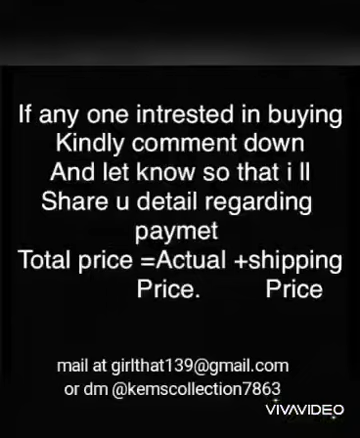 If any one intrested in buying
Kindly comment down
And let know so that i ll
Share u detail regarding
paymet
Total price =Actual +shipping
Price. Price
mail at girlthat139@gmail.com
or dm @kemscollection7863
VIVAVIDEO